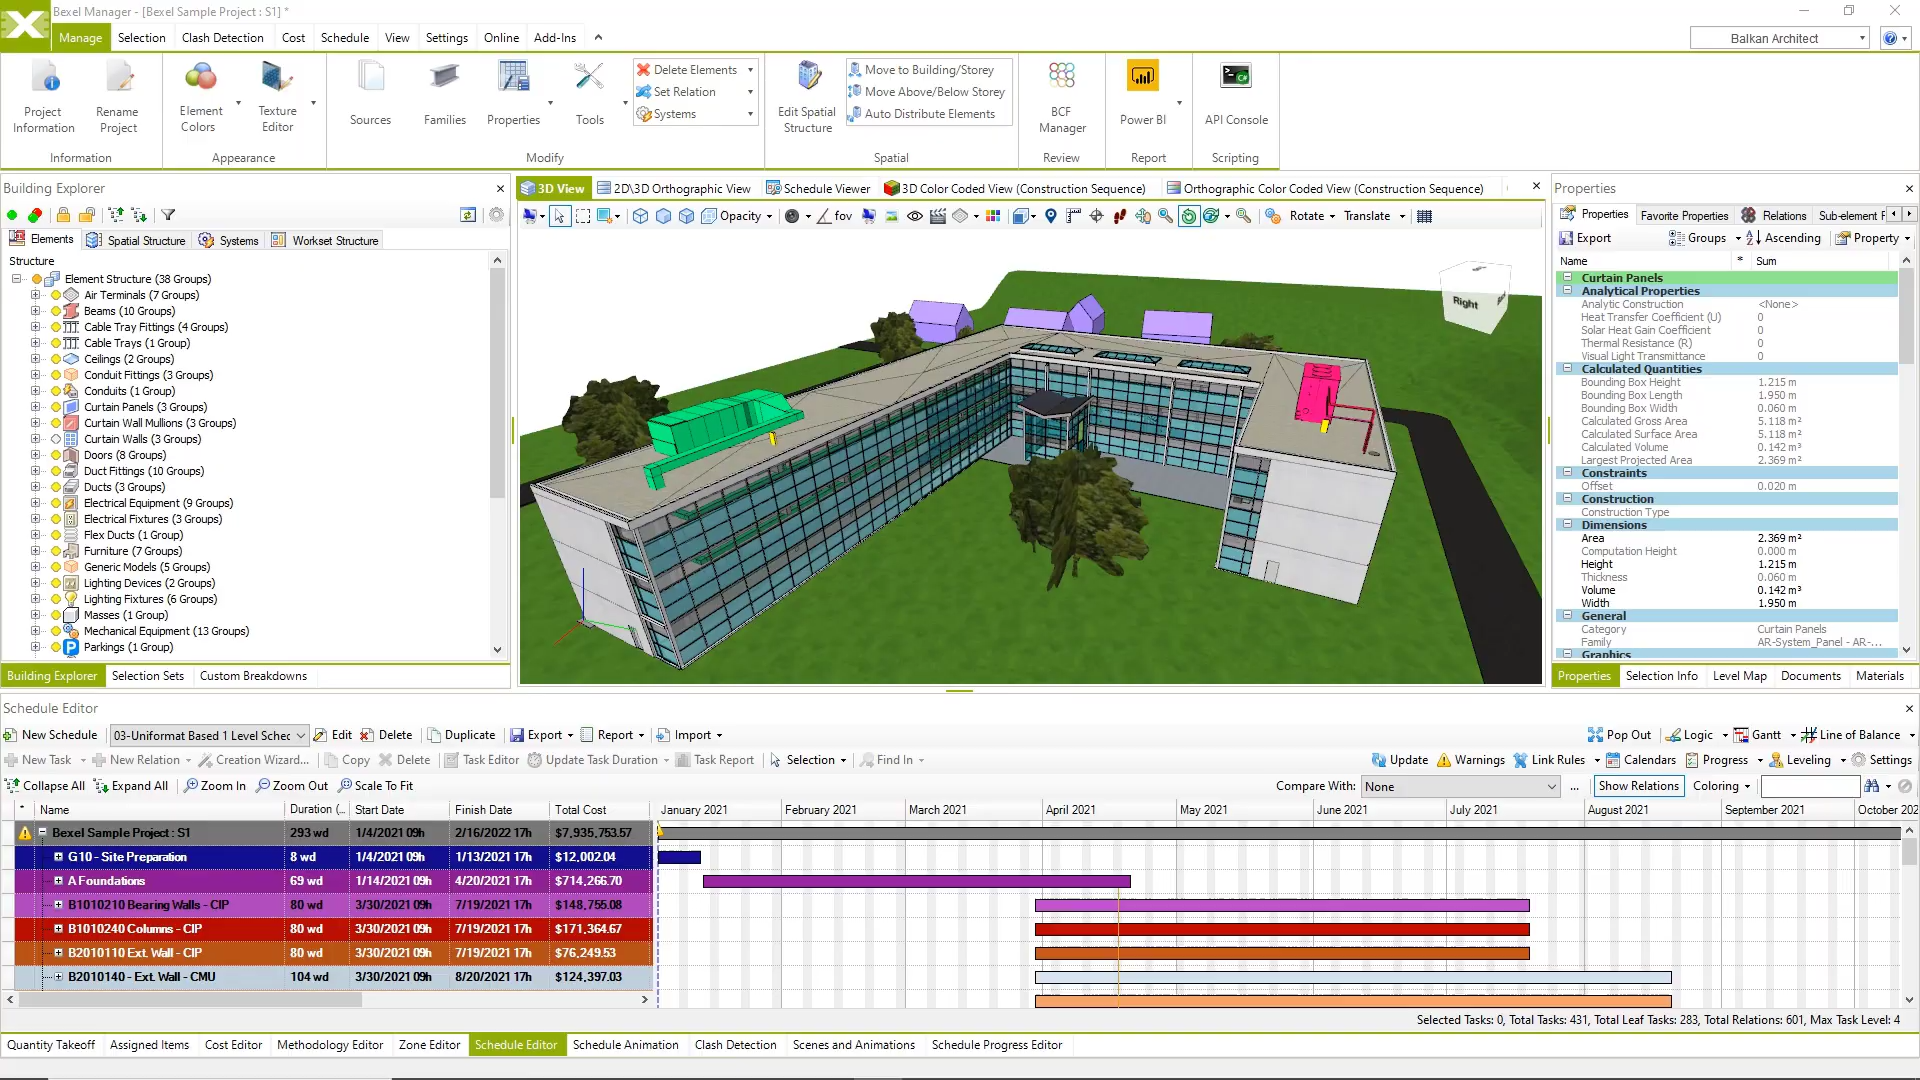 Bexel Manager - [Bexel Sample Project : S1] *
Manage Selection Clash Detection Cost Schedule View Settings Online Add-Ins
Balkan Architect
Project Information
Rename Project
Element Colors
Texture Editor
Sources
Families
Properties
Tools
Delete Elements
Set Relation
Systems
Edit Spatial Structure
Move to Building/Storey
Move Above/Below Storey
Auto Distribute Elements
BCF Manager
Power BI
API Console
Information Appearance Modify Spatial Review Report Scripting
Building Explorer
Elements Spatial Structure Systems Workset Structure
Structure
Element Structure (38 Groups)
Air Terminals (7 Groups)
Beams (10 Groups)
Cable Tray Fittings (4 Groups)
Cable Trays (1 Group)
Ceilings (2 Groups)
Conduit Fittings (3 Groups)
Conduits (1 Group)
Curtain Panels (3 Groups)
Curtain Wall Mullions (3 Groups)
Curtain Walls (3 Groups)
Doors (8 Groups)
Duct Fittings (10 Groups)
Ducts (3 Groups)
Electrical Equipment (9 Groups)
Electrical Fixtures (3 Groups)
Flex Ducts (1 Group)
Furniture (7 Groups)
Generic Models (5 Groups)
Lighting Devices (2 Groups)
Lighting Fixtures (6 Groups)
Masses (1 Group)
Mechanical Equipment (13 Groups)
Parkings (1 Group)
Building Explorer Selection Sets Custom Breakdowns
3D View 2D\3D Orthographic View Schedule Viewer 3D Color Coded View (Construction Sequence) Orthographic Color Coded View (Construction Sequence)
Opacity fov Rotate Translate
Right
Properties
Properties Favorite Properties Relations Sub-element P
Export Groups Ascending Property
Name * Sum
Curtain Panels
Analytical Properties
Analytic Construction <None>
Heat Transfer Coefficient (U) 0
Solar Heat Gain Coefficient 0
Thermal Resistance (R) 0
Visual Light Transmittance 0
Calculated Quantities
Bounding Box Height 1.215 m
Bounding Box Length 1.950 m
Bounding Box Width 0.060 m
Calculated Gross Area 5.118 m²
Calculated Surface Area 5.118 m²
Calculated Volume 0.142 m³
Largest Projected Area 2.369 m²
Constraints
Offset 0.020 m
Construction
Construction Type
Dimensions
Area 2.369 m²
Computation Height 0.000 m
Height 1.215 m
Thickness 0.060 m
Volume 0.142 m³
Width 1.950 m
General
Category Curtain Panels
Family AR-System_Panel - AR-...
Graphics
Properties Selection Info Level Map Documents Materials
Schedule Editor
New Schedule 03-Uniformat Based 1 Level Schec Edit Delete Duplicate Export Report Import Pop Out Logic Gantt Line of Balance
New Task New Relation Creation Wizard... Copy Delete Task Editor Update Task Duration Task Report Selection Find In Update Warnings Link Rules Calendars Progress Leveling Settings
Collapse All Expand All Zoom In Zoom Out Scale To Fit Compare With: None ... Show Relations Coloring
* Name Duration (... Start Date Finish Date Total Cost January 2021 February 2021 March 2021 April 2021 May 2021 June 2021 July 2021 August 2021 September 2021 October 202
Bexel Sample Project : S1 293 wd 1/4/2021 09h 2/16/2022 17h $7,935,753.57
G10 - Site Preparation 8 wd 1/4/2021 09h 1/13/2021 17h $12,002.04
A Foundations 69 wd 1/14/2021 09h 4/20/2021 17h $714,266.70
B1010210 Bearing Walls - CIP 80 wd 3/30/2021 09h 7/19/2021 17h $148,755.08
B1010240 Columns - CIP 80 wd 3/30/2021 09h 7/19/2021 17h $171,364.67
B2010110 Ext. Wall - CIP 80 wd 3/30/2021 09h 7/19/2021 17h $76,249.53
B2010140 - Ext. Wall - CMU 104 wd 3/30/2021 09h 8/20/2021 17h $124,397.03
Selected Tasks: 0, Total Tasks: 431, Total Leaf Tasks: 283, Total Relations: 601, Max Task Level: 4
Quantity Takeoff Assigned Items Cost Editor Methodology Editor Zone Editor Schedule Editor Schedule Animation Clash Detection Scenes and Animations Schedule Progress Editor